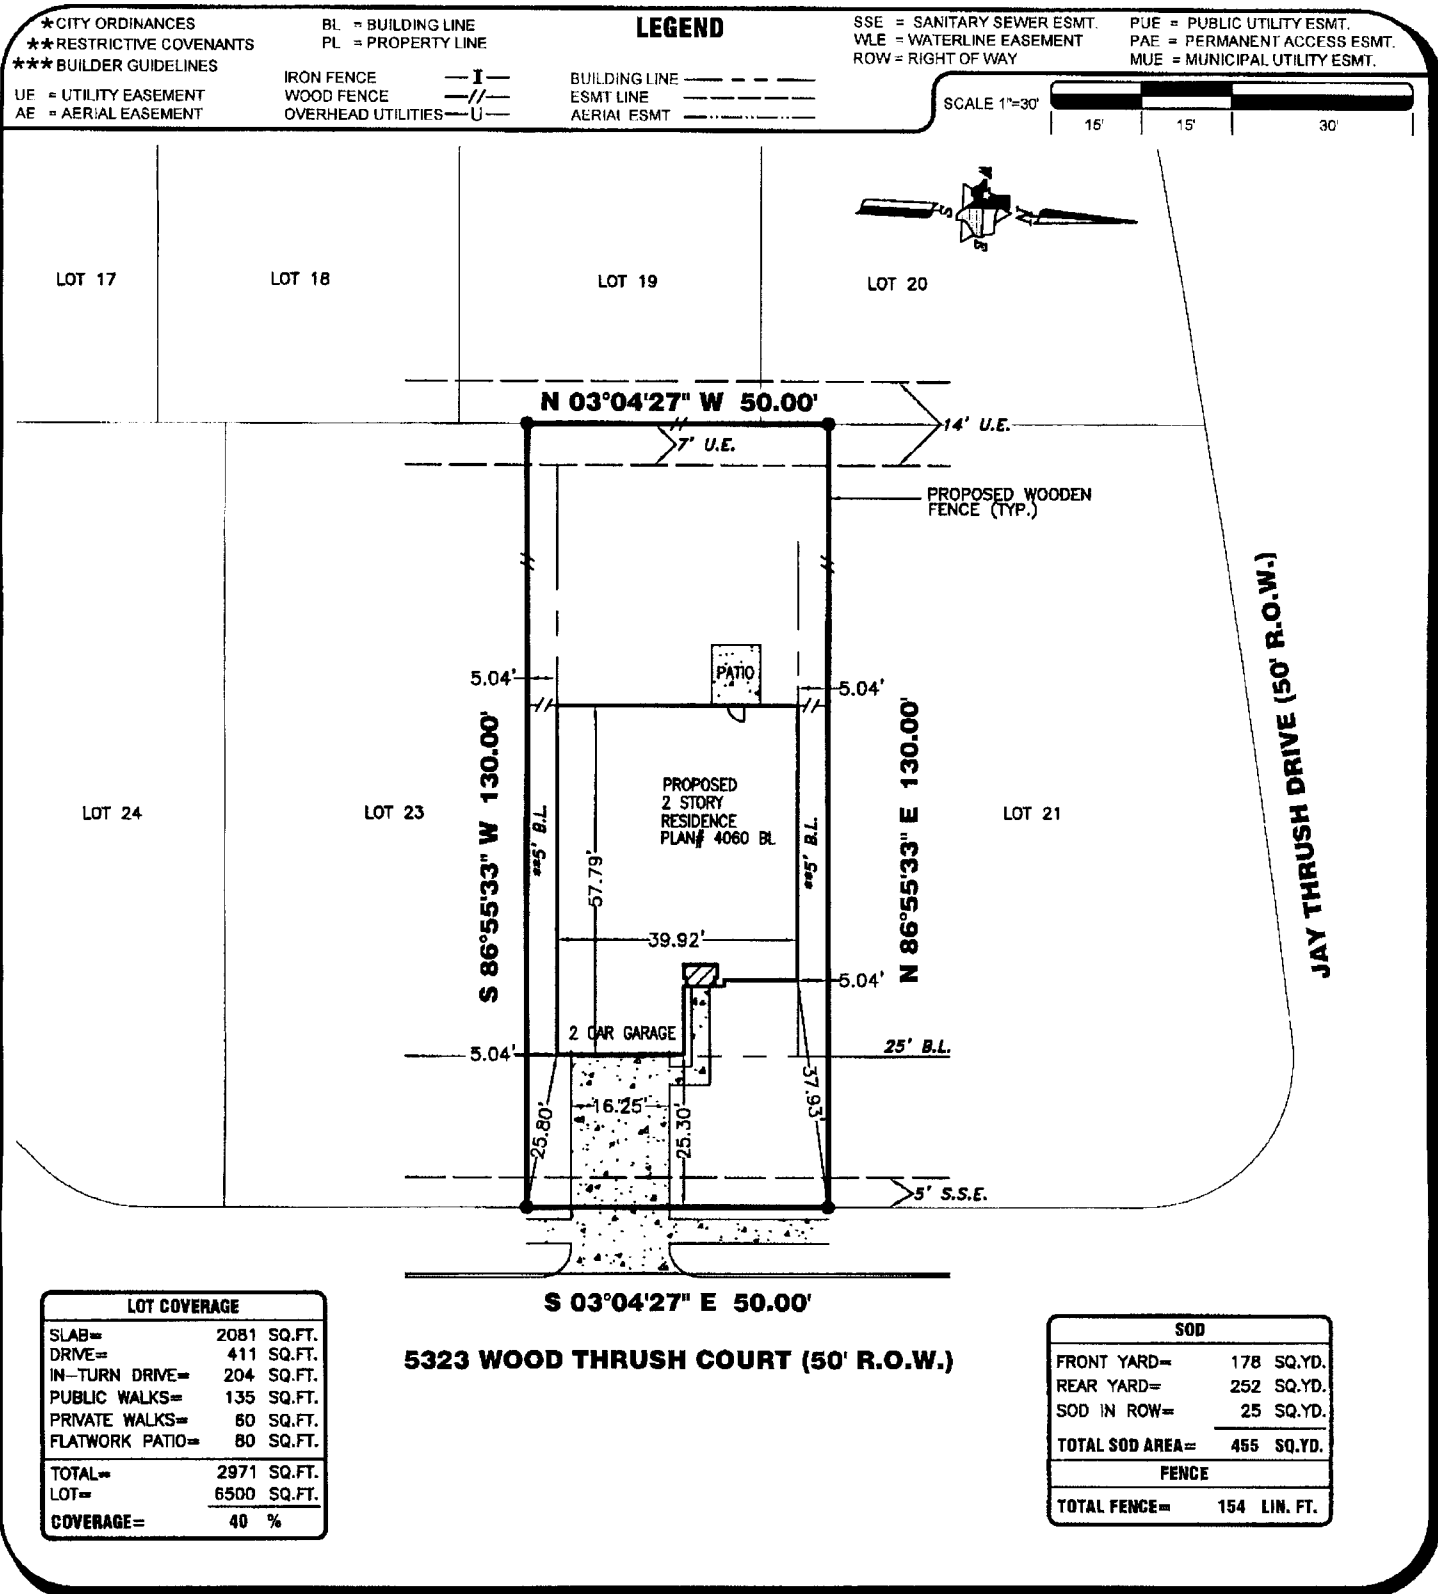 LEGEND
*CITY ORDINANCES
**RESTRICTIVE COVENANTS
***BUILDER GUIDELINES
UE = UTILITY EASEMENT
AE = AERIAL EASEMENT
BL = BUILDING LINE
PL = PROPERTY LINE
IRON FENCE —I—
WOOD FENCE —//—
OVERHEAD UTILITIES —U—
BUILDING LINE
ESMT LINE
AERIAL ESMT
SSE = SANITARY SEWER ESMT.
WLE = WATERLINE EASEMENT
ROW = RIGHT OF WAY
PUE = PUBLIC UTILITY ESMT.
PAE = PERMANENT ACCESS ESMT.
MUE = MUNICIPAL UTILITY ESMT.
SCALE 1"=30'
15' 15' 30'
W
S N
E
LOT 17 LOT 18 LOT 19 LOT 20
N 03°04'27" W 50.00'
14' U.E.
7' U.E.
PROPOSED WOODEN
FENCE (TYP.)
JAY THRUSH DRIVE (50' R.O.W.)
PATIO
5.04' 5.04'
S 86°55'33" W 130.00'
N 86°55'33" E 130.00'
PROPOSED
2 STORY
RESIDENCE
PLAN# 4060 BL
LOT 24 LOT 23 LOT 21
**5' B.L.
**5' B.L.
57.79'
39.92'
5.04'
2 CAR GARAGE
5.04'
25' B.L.
16.25'
25.80'
25.30'
37.93'
5' S.S.E.
S 03°04'27" E 50.00'
5323 WOOD THRUSH COURT (50' R.O.W.)
LOT COVERAGE
SLAB= 2081 SQ.FT.
DRIVE= 411 SQ.FT.
IN-TURN DRIVE= 204 SQ.FT.
PUBLIC WALKS= 135 SQ.FT.
PRIVATE WALKS= 60 SQ.FT.
FLATWORK PATIO= 80 SQ.FT.
TOTAL= 2971 SQ.FT.
LOT= 6500 SQ.FT.
COVERAGE= 40 %
SOD
FRONT YARD= 178 SQ.YD.
REAR YARD= 252 SQ.YD.
SOD IN ROW= 25 SQ.YD.
TOTAL SOD AREA= 455 SQ.YD.
FENCE
TOTAL FENCE= 154 LIN. FT.